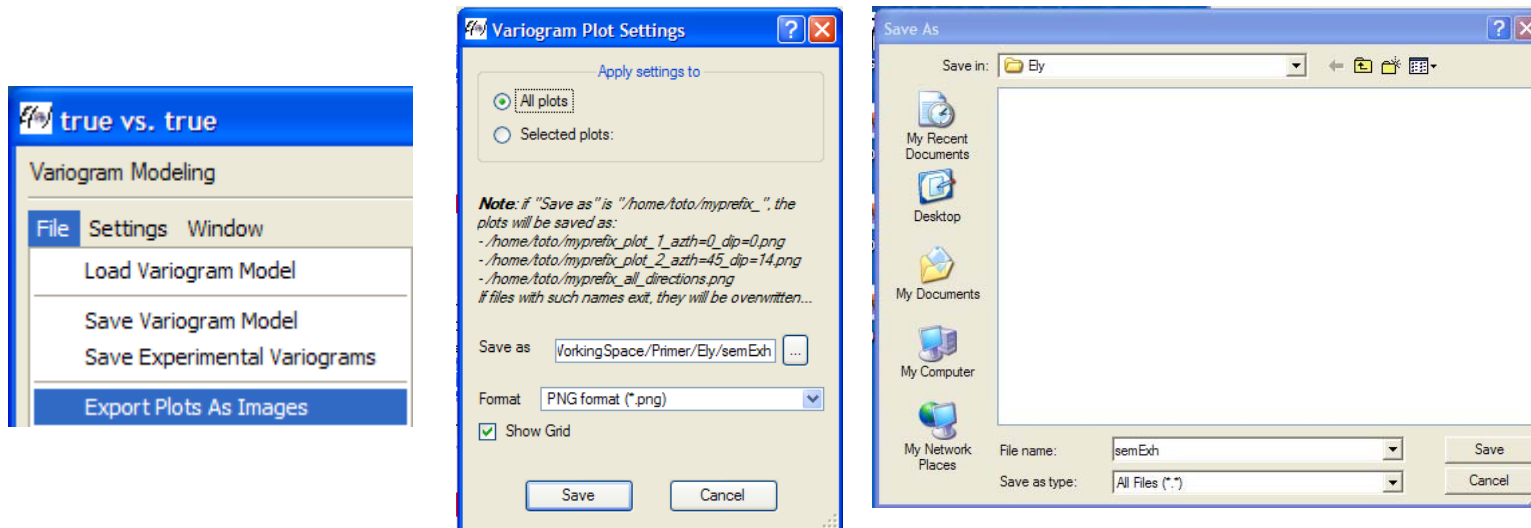 true vs. true
Variogram Modeling
File Settings Window
Load Variogram Model
Save Variogram Model
Save Experimental Variograms
Export Plots As Images
Variogram Plot Settings
Apply settings to
All plots
Selected plots:
Note: if "Save as" is "/home/toto/myprefix_", the
plots will be saved as:
- /home/toto/myprefix_plot_1_azth=0_dip=0.png
- /home/toto/myprefix_plot_2_azth=45_dip=14.png
- /home/toto/myprefix_all_directions.png
If files with such names exit, they will be overwritten...
Save as /WorkingSpace/Primer/Ely/semExh ...
Format PNG format (*.png)
Show Grid
Save Cancel
Save As
Save in: Ely
My Recent
Documents
Desktop
My Documents
My Computer
My Network
Places
File name: semExh Save
Save as type: All Files (*.*) Cancel